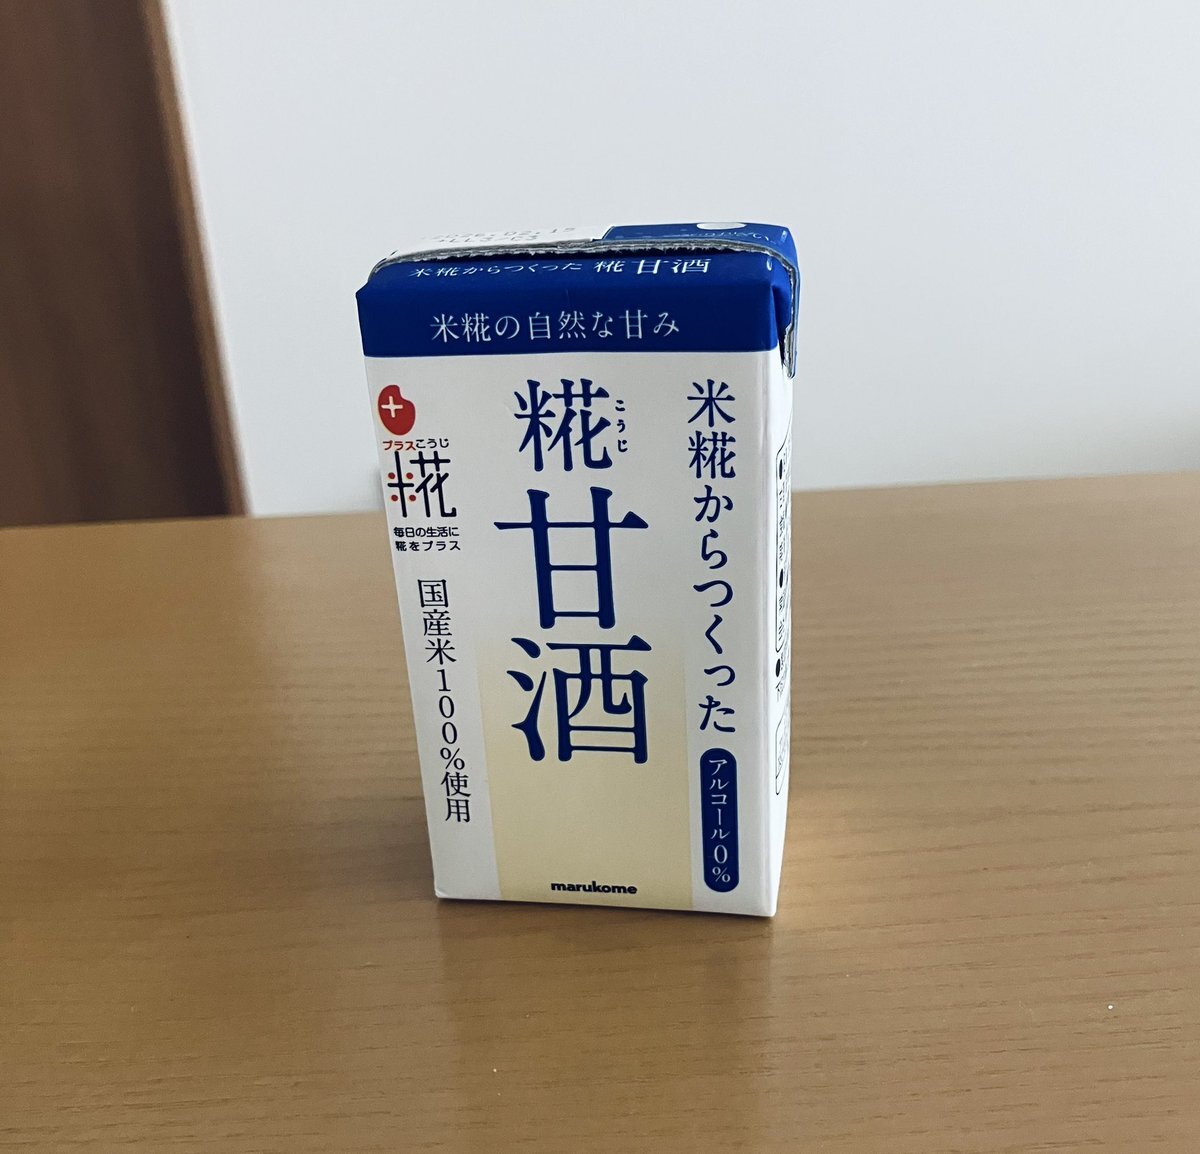 2026.02.15
米糀からつくった 糀甘酒
米糀の自然な甘み
米糀からつくった
アルコール0%
こうじ
糀甘酒
プラスこうじ
糀
毎日の生活に
糀をプラス
国産米100%使用
marukome